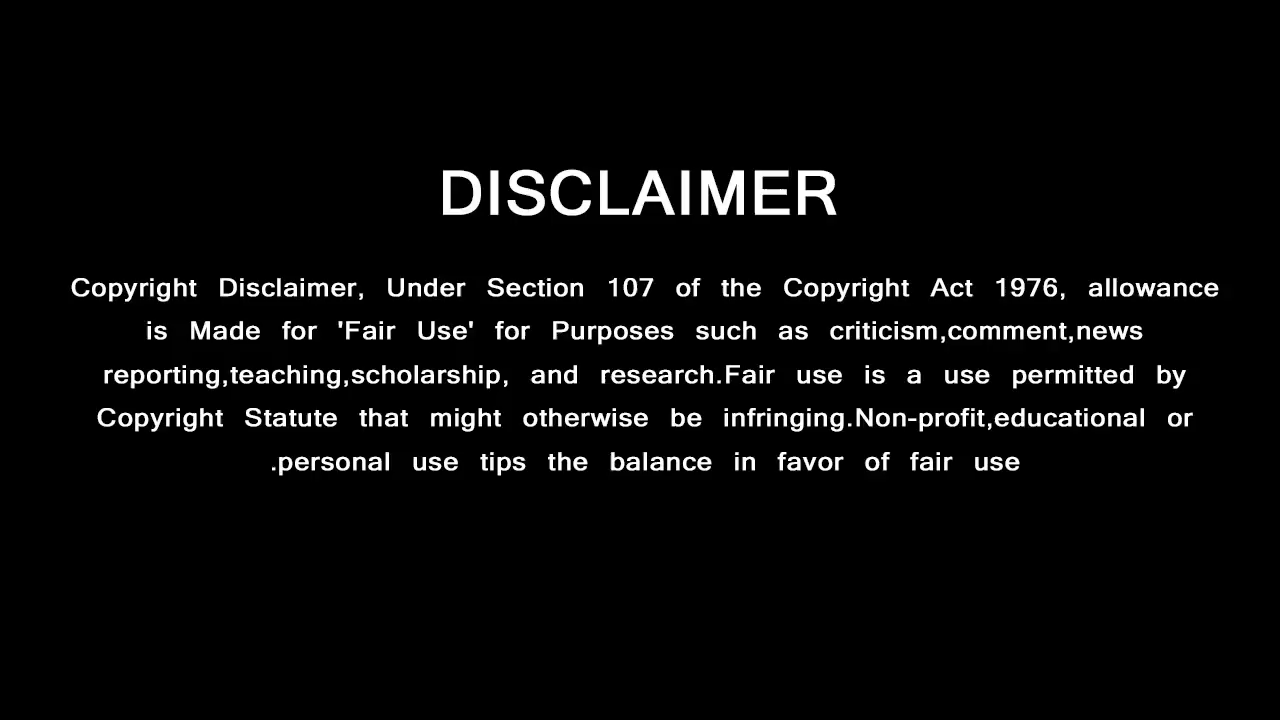 DISCLAIMER
Copyright Disclaimer, Under Section 107 of the Copyright Act 1976, allowance
is Made for 'Fair Use' for Purposes such as criticism,comment,news
reporting,teaching,scholarship, and research.Fair use is a use permitted by
Copyright Statute that might otherwise be infringing.Non-profit,educational or
.personal use tips the balance in favor of fair use